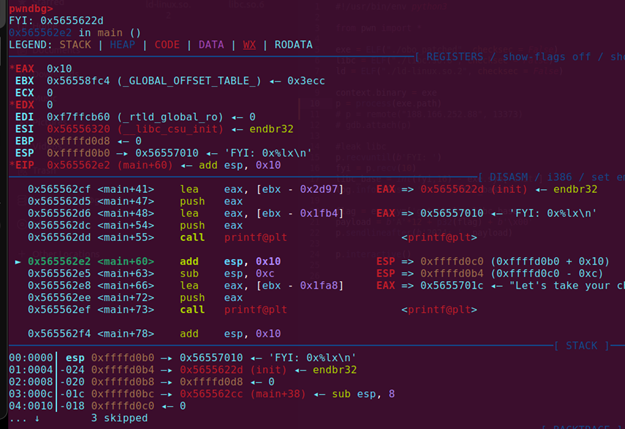 pwndbg>
FYI: 0x5655622d
0x565562e2 in main ()
LEGEND: STACK | HEAP | CODE | DATA | WX | RODATA
[ REGISTERS / show-flags off / sho
*EAX 0x10
EBX 0x56558fc4 (_GLOBAL_OFFSET_TABLE_) ◂— 0x3ecc
ECX 0
*EDX 0
EDI 0xf7ffcb60 (_rtld_global_ro) ◂— 0
ESI 0x56556320 (__libc_csu_init) ◂— endbr32
EBP 0xffffd0d8 ◂— 0
ESP 0xffffd0b0 —▸ 0x56557010 ◂— 'FYI: 0x%lx\n'
*EIP 0x565562e2 (main+60) ◂— add esp, 0x10
[ DISASM / i386 / set em
0x565562cf <main+41> lea eax, [ebx - 0x2d97] EAX => 0x5655622d (init) ◂— endbr32
0x565562d5 <main+47> push eax
0x565562d6 <main+48> lea eax, [ebx - 0x1fb4] EAX => 0x56557010 ◂— 'FYI: 0x%lx\n'
0x565562dc <main+54> push eax
0x565562dd <main+55> call printf@plt <printf@plt>
► 0x565562e2 <main+60> add esp, 0x10 ESP => 0xffffd0c0 (0xffffd0b0 + 0x10)
0x565562e5 <main+63> sub esp, 0xc ESP => 0xffffd0b4 (0xffffd0c0 - 0xc)
0x565562e8 <main+66> lea eax, [ebx - 0x1fa8] EAX => 0x5655701c ◂— "Let's take your ch
0x565562ee <main+72> push eax
0x565562ef <main+73> call printf@plt <printf@plt>
0x565562f4 <main+78> add esp, 0x10
[ STACK ]
00:0000│ esp 0xffffd0b0 —▸ 0x56557010 ◂— 'FYI: 0x%lx\n'
01:0004│-024 0xffffd0b4 —▸ 0x5655622d (init) ◂— endbr32
02:0008│-020 0xffffd0b8 —▸ 0xffffd0d8 ◂— 0
03:000c│-01c 0xffffd0bc —▸ 0x565562cc (main+38) ◂— sub esp, 8
04:0010│-018 0xffffd0c0 ◂— 0
... ↓ 3 skipped